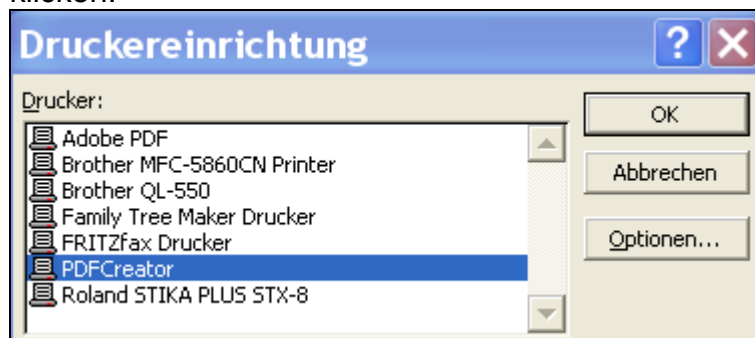 klicken.
Druckereinrichtung
Drucker:
Adobe PDF
Brother MFC-5860CN Printer
Brother QL-550
Family Tree Maker Drucker
FRITZfax Drucker
PDFCreator
Roland STIKA PLUS STX-8
OK
Abbrechen
Optionen...